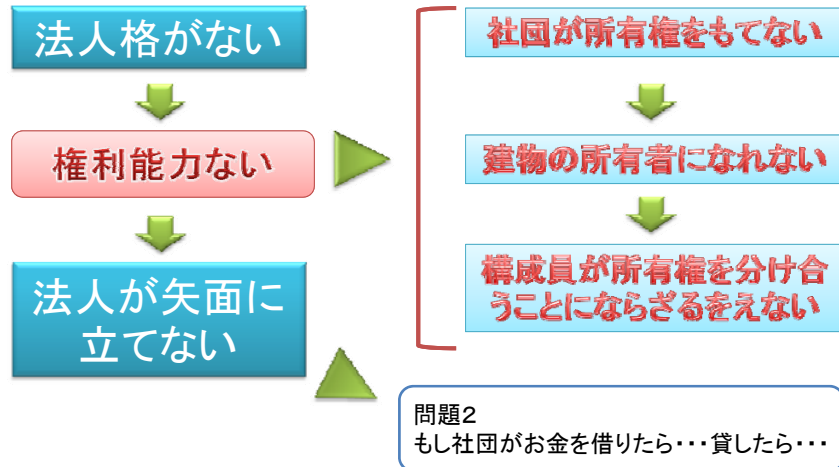 法人格がない
権利能力ない
法人が矢面に
立てない
社団が所有権をもてない
建物の所有者になれない
構成員が所有権を分け合
うことにならざるをえない
問題2
もし社団がお金を借りたら・・・貸したら・・・